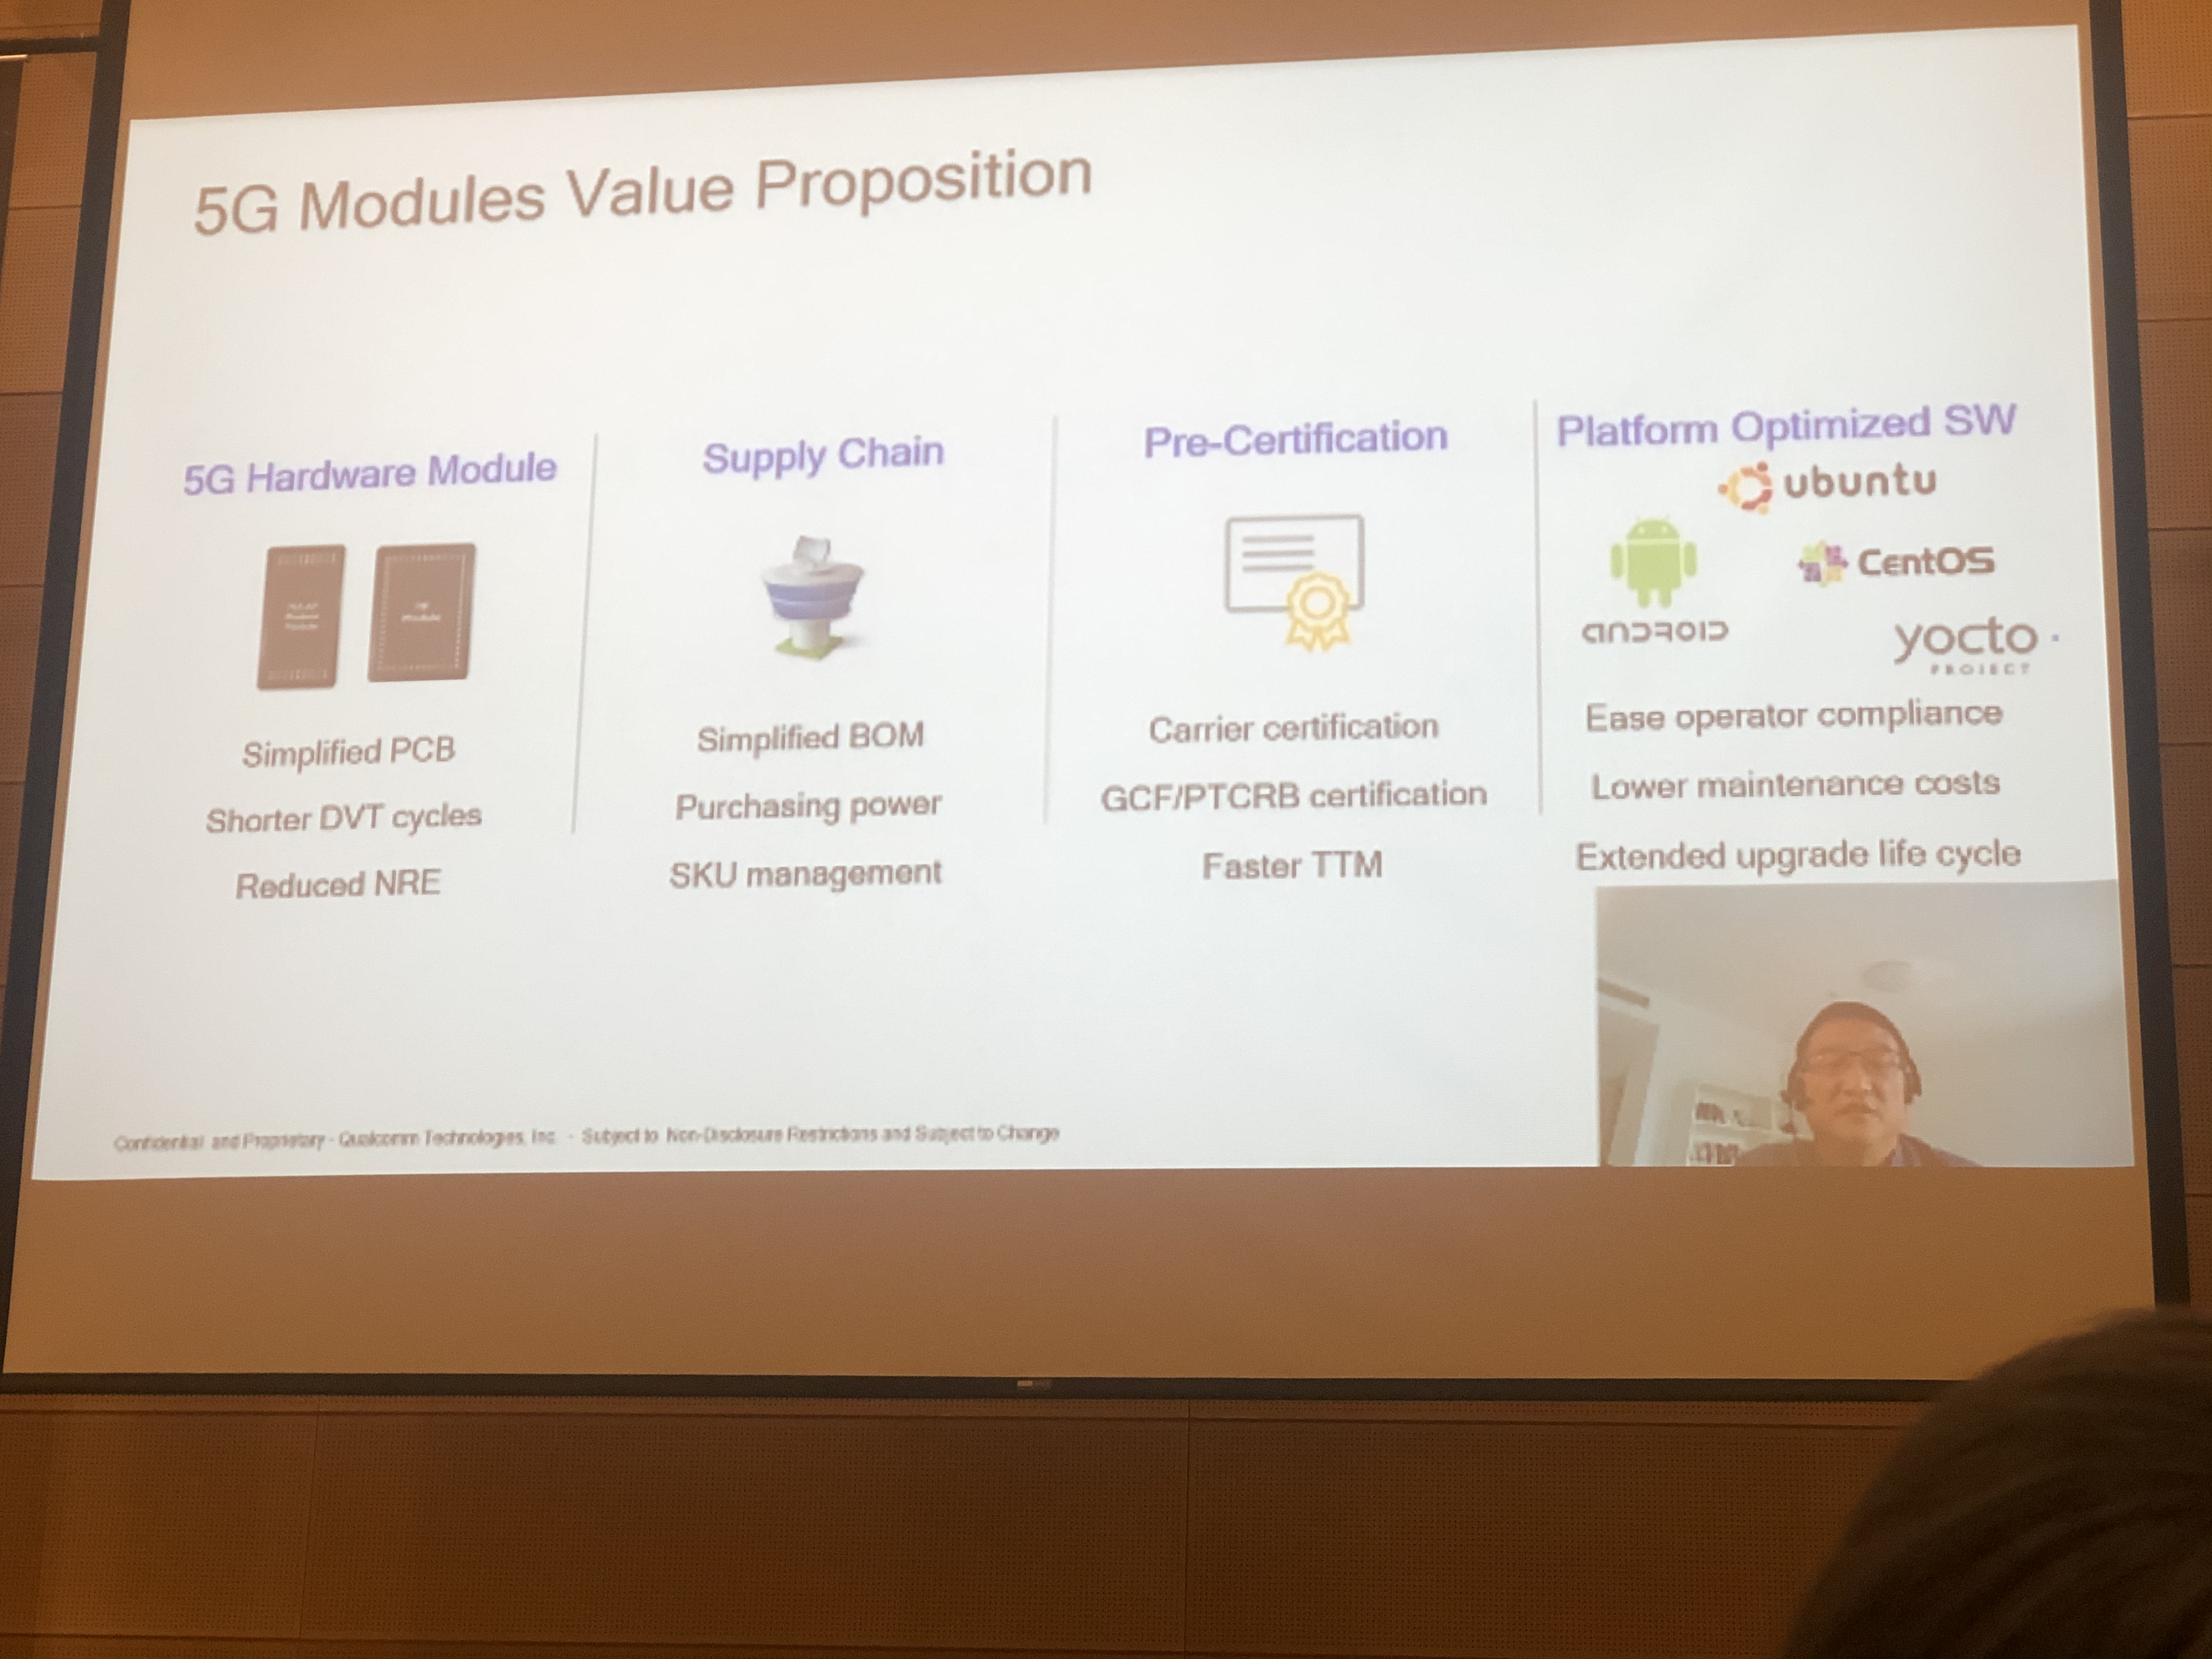 5G Modules Value Proposition
5G Hardware Module
Module
Simplified PCB
Shorter DVT cycles
Reduced NRE
Supply Chain
Simplified BOM
Purchasing power
SKU management
Pre-Certification
Carrier certification
GCF/PTCRB certification
Faster TTM
Platform Optimized SW
ubuntu
CentOS
ANDROID
yocto
PROJECT
Ease operator compliance
Lower maintenance costs
Extended upgrade life cycle
Confidential and Proprietary - Qualcomm Technologies, Inc. - Subject to Non-Disclosure Restrictions and Subject to Change